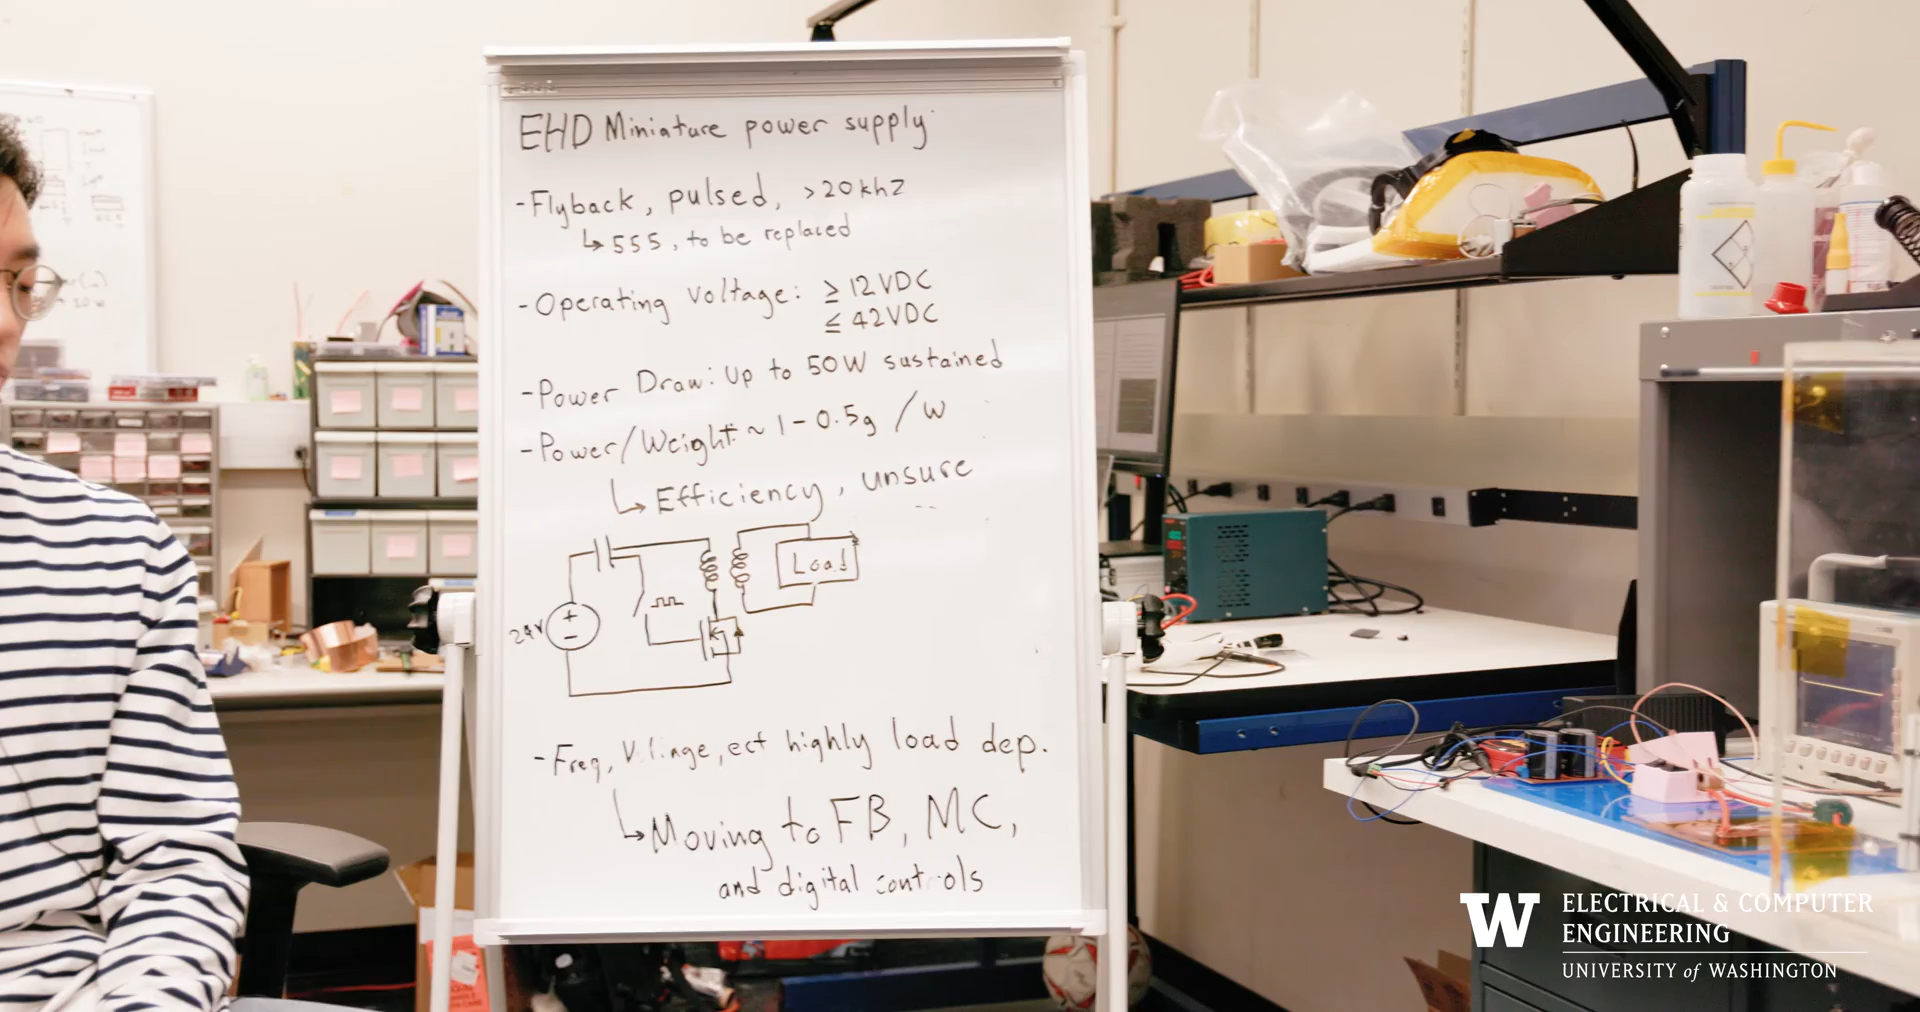 EHD Miniature power supply
- Flyback, pulsed, >20khz
↳ 555, to be replaced
- Operating Voltage: ≥ 12VDC
≤ 42VDC
- Power Draw: Up to 50W sustained
- Power/Weight ~ 1-0.5g/W
↳ Efficiency, unsure
Load
24V
+
-
- Freq, ect highly load dep.
↳ Moving to FB, MC,
and digital controls
W ELECTRICAL & COMPUTER
ENGINEERING
UNIVERSITY of WASHINGTON